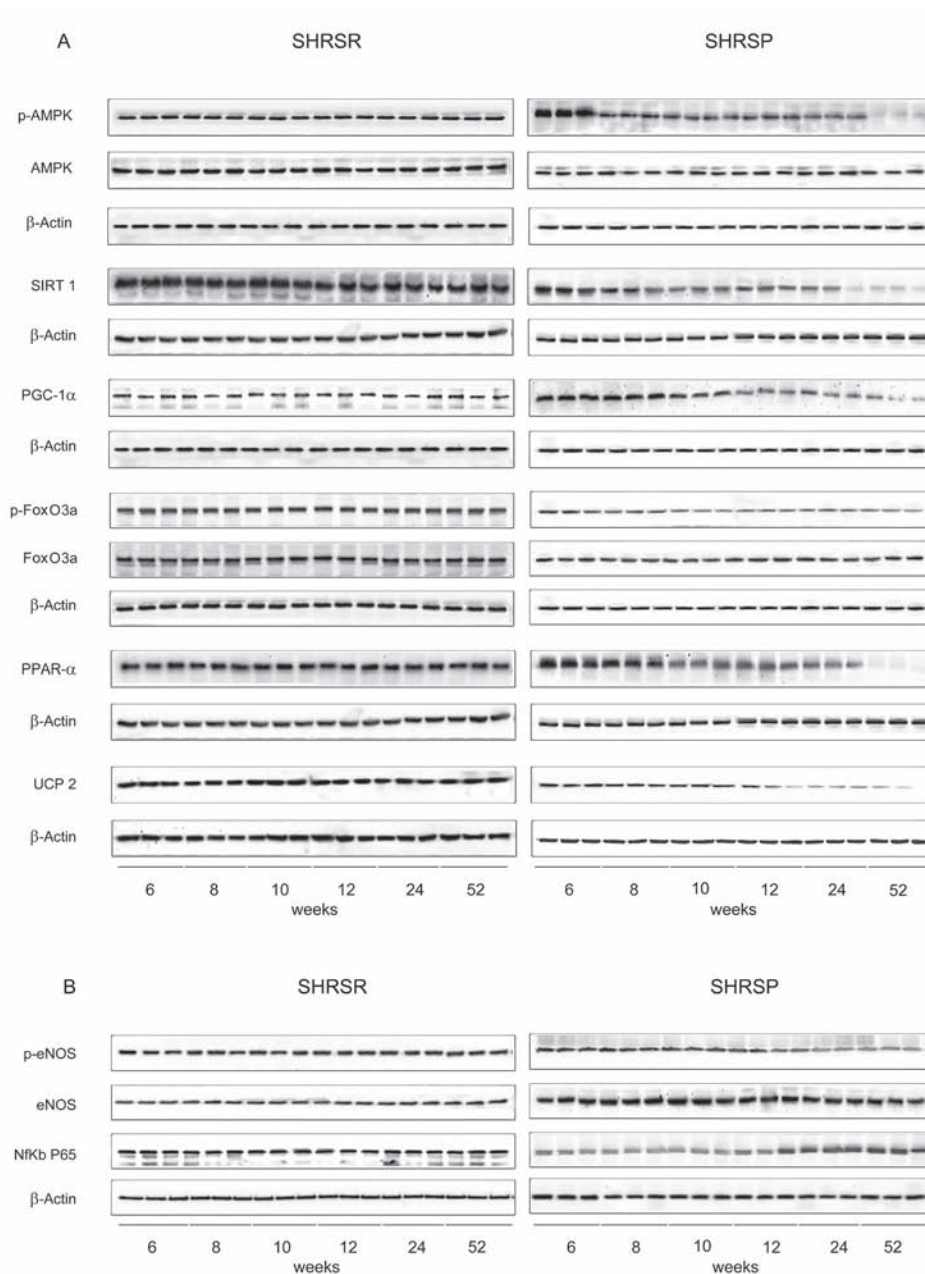 A
SHRSR
SHRSP
p-AMPK
AMPK
β-Actin
SIRT 1
β-Actin
PGC-1α
β-Actin
p-FoxO3a
FoxO3a
β-Actin
PPAR-α
β-Actin
UCP 2
β-Actin
6 8 10 12 24 52
weeks
6 8 10 12 24 52
weeks
B
SHRSR
SHRSP
p-eNOS
eNOS
NfKb P65
β-Actin
6 8 10 12 24 52
weeks
6 8 10 12 24 52
weeks